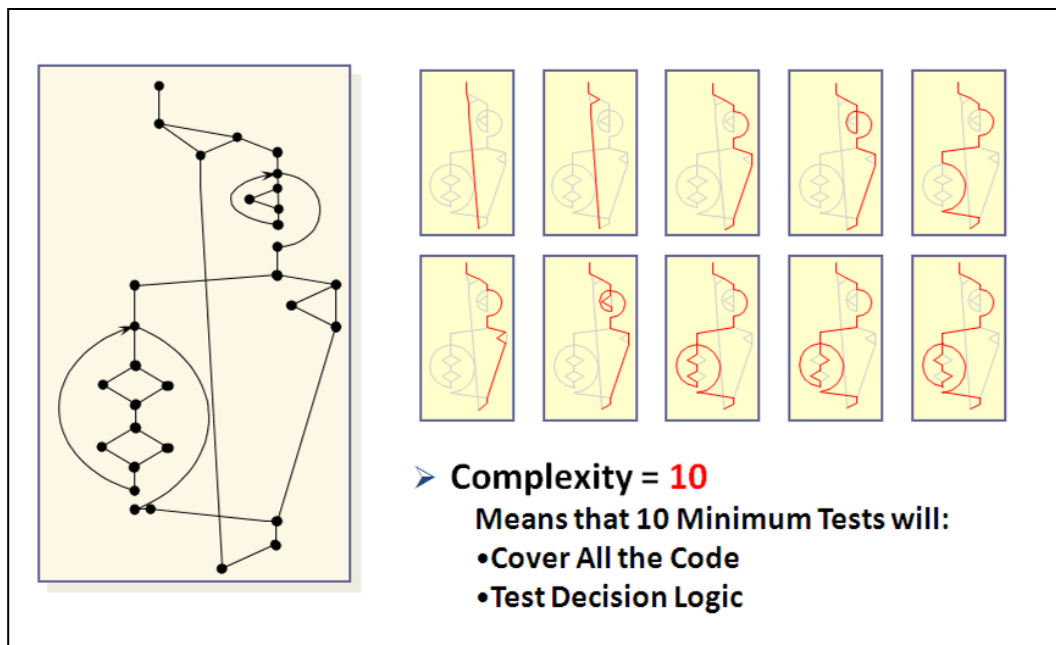 Complexity = 10
Means that 10 Minimum Tests will:
•Cover All the Code
•Test Decision Logic